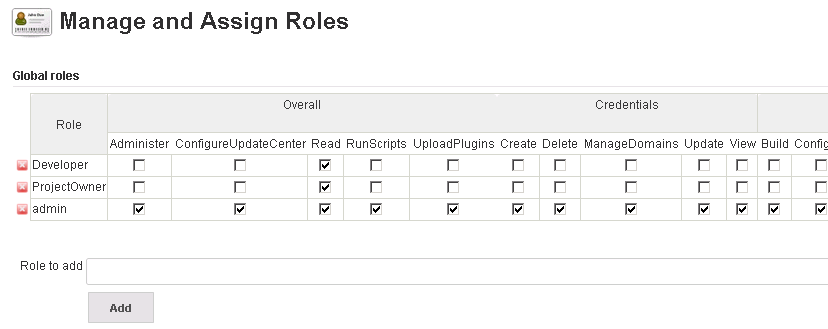 Manage and Assign Roles
Global roles
Role Overall Credentials
Administer ConfigureUpdateCenter Read RunScripts UploadPlugins Create Delete ManageDomains Update View Build Config
Developer
ProjectOwner
admin
Role to add
Add